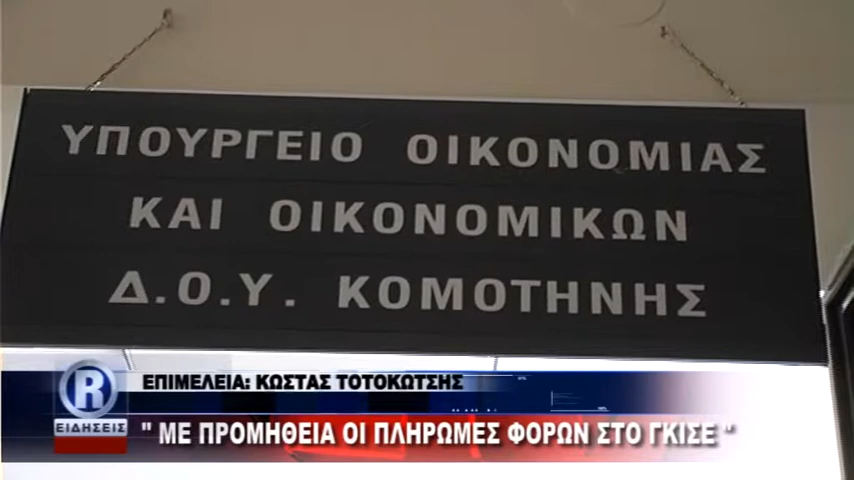 ΥΠΟΥΡΓΕΙΟ ΟΙΚΟΝΟΜΙΑΣ
ΚΑΙ ΟΙΚΟΝΟΜΙΚΩΝ
Δ.Ο.Υ. ΚΟΜΟΤΗΝΗΣ
R
ΕΙΔΗΣΕΙΣ
ΕΠΙΜΕΛΕΙΑ: ΚΩΣΤΑΣ ΤΟΤΟΚΩΤΣΗΣ
" ΜΕ ΠΡΟΜΗΘΕΙΑ ΟΙ ΠΛΗΡΩΜΕΣ ΦΟΡΩΝ ΣΤΟ ΓΚΙΣΕ "